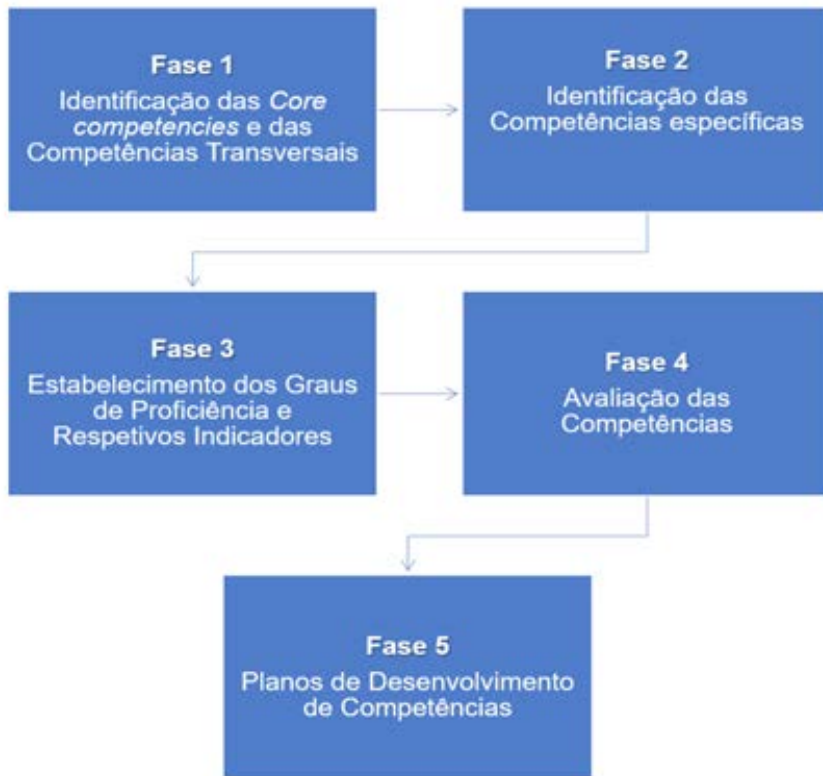 Fase 1
Identificação das Core
competencies e das
Competências Transversais
Fase 2
Identificação das
Competências específicas
Fase 3
Estabelecimento dos Graus
de Proficiência e
Respetivos Indicadores
Fase 4
Avaliação das
Competências
Fase 5
Planos de Desenvolvimento
de Competências